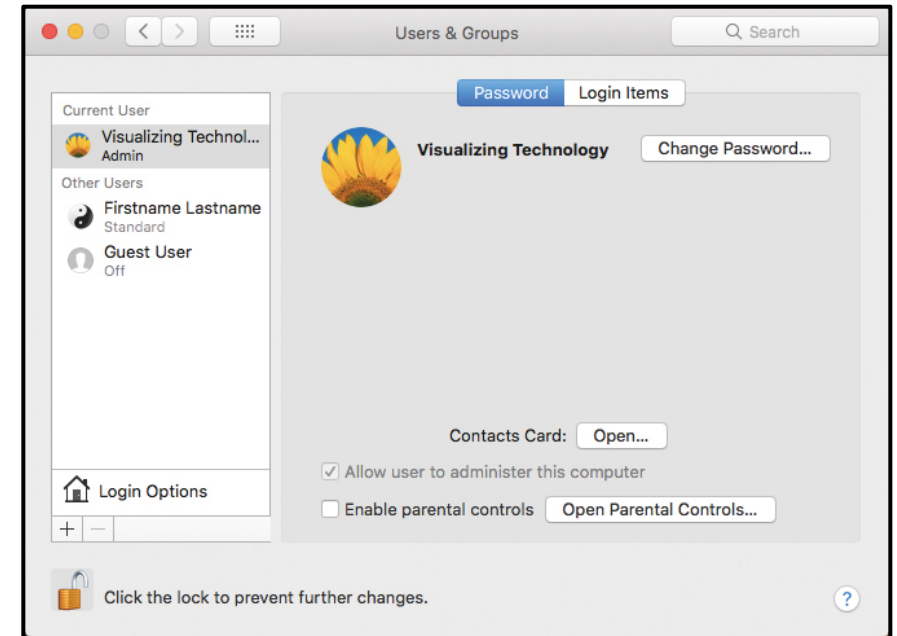 Users & Groups
Search
Password
Login Items
Current User
Visualizing Technol...
Admin
Other Users
Firstname Lastname
Standard
Guest User
Off
Login Options
+
−
Visualizing Technology
Change Password...
Contacts Card:
Open...
Allow user to administer this computer
Enable parental controls
Open Parental Controls...
Click the lock to prevent further changes.
?